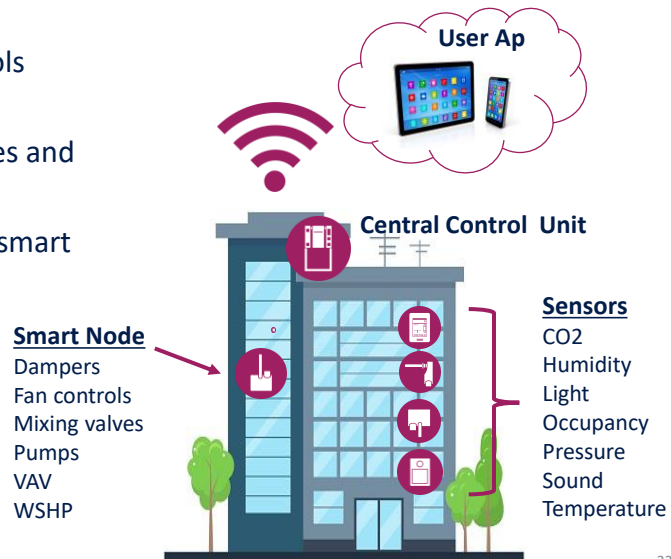 ols
es and
smart
User Ap
Central Control Unit
Smart Node
Dampers
Fan controls
Mixing valves
Pumps
VAV
WSHP
Sensors
CO2
Humidity
Light
Occupancy
Pressure
Sound
Temperature